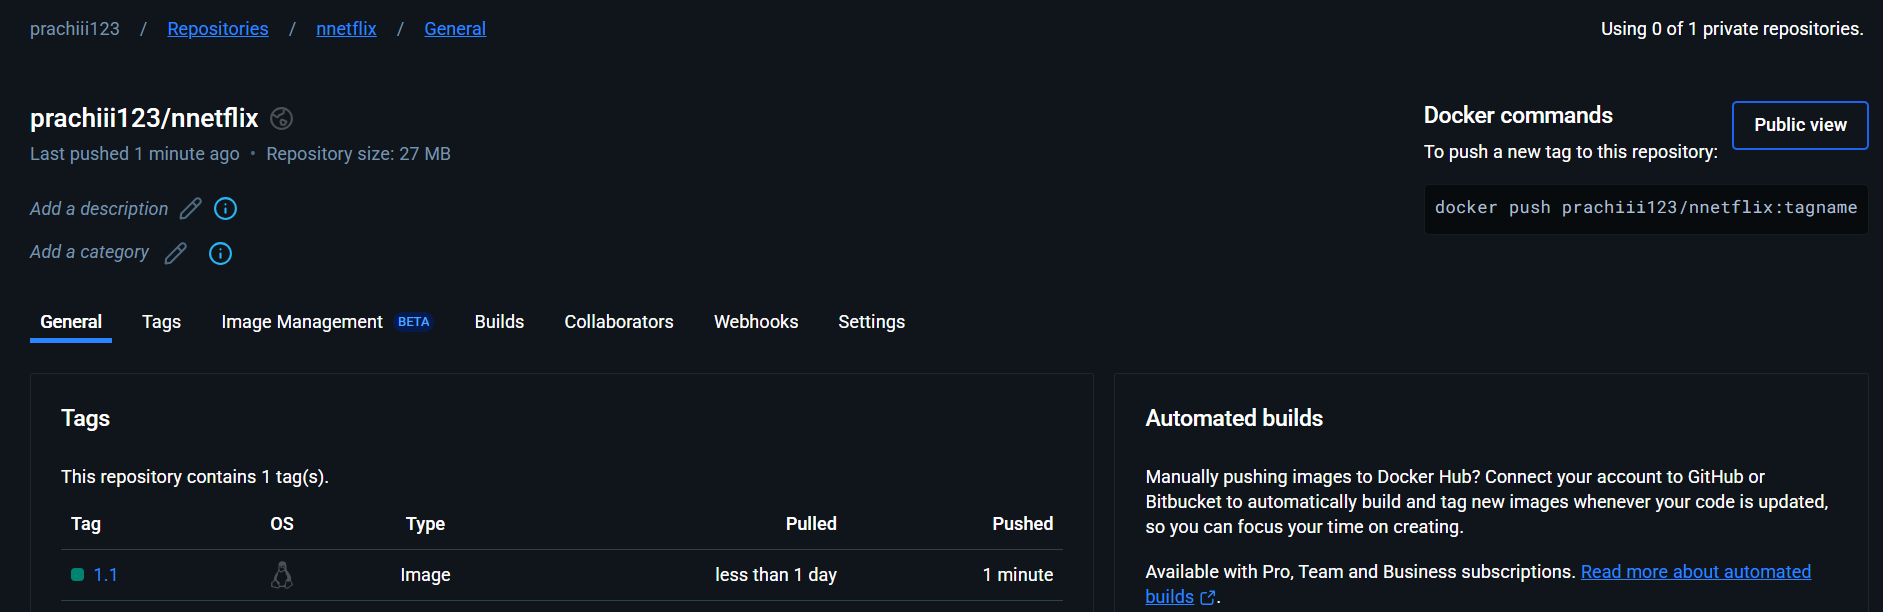 prachiii123 / Repositories / nnetflix / General
Using 0 of 1 private repositories.
prachiii123/nnetflix
Last pushed 1 minute ago • Repository size: 27 MB
Add a description
Add a category
Docker commands
Public view
To push a new tag to this repository:
docker push prachiii123/nnetflix:tagname
General Tags Image Management BETA Builds Collaborators Webhooks Settings
Tags
This repository contains 1 tag(s).
Tag OS Type Pulled Pushed
1.1 Image less than 1 day 1 minute
Automated builds
Manually pushing images to Docker Hub? Connect your account to GitHub or
Bitbucket to automatically build and tag new images whenever your code is updated,
so you can focus your time on creating.
Available with Pro, Team and Business subscriptions. Read more about automated
builds.